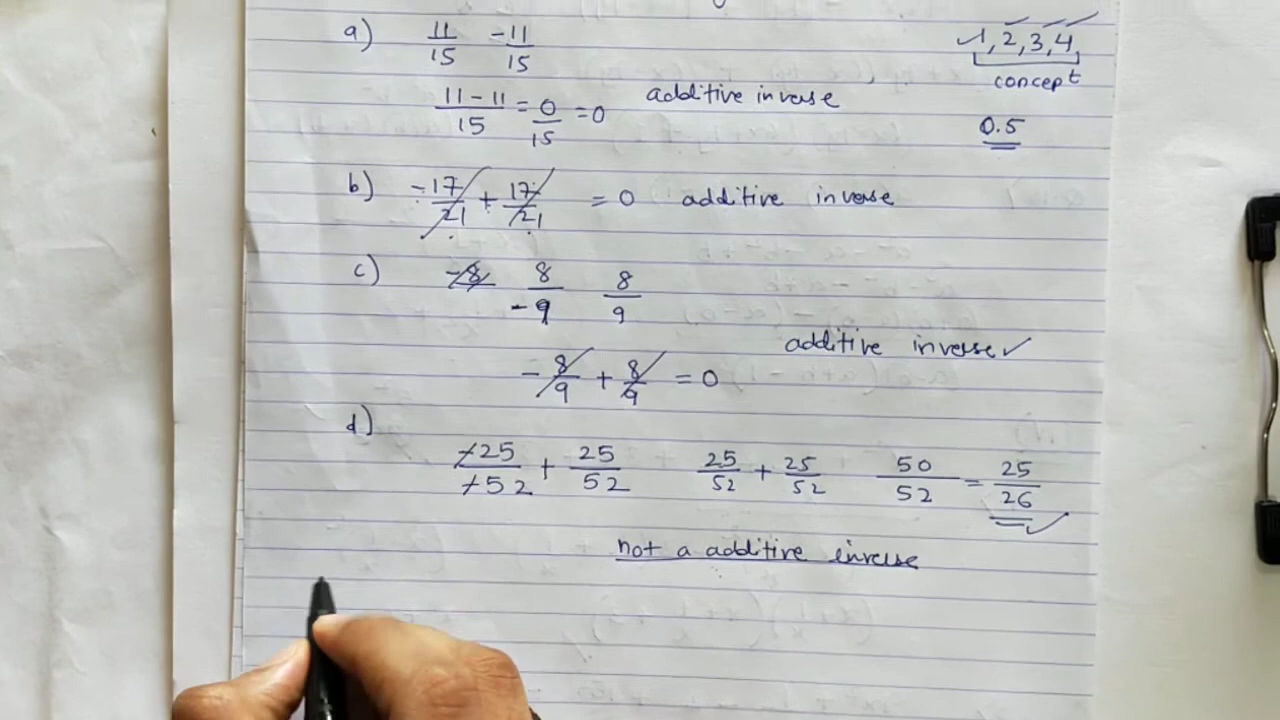 a) 11/15 -11/15
1, 2, 3, 4,
concept
11-11/15 = 0/15 = 0 additive inverse
0.5
b) -17/21 + 17/21 = 0 additive inverse
c) -8 8/-9 8/9
additive inverse ✓
-8/9 + 8/9 = 0
d)
-25/-52 + 25/52 25/52 + 25/52 50/52 = 25/26 ✓
not a additive inverse